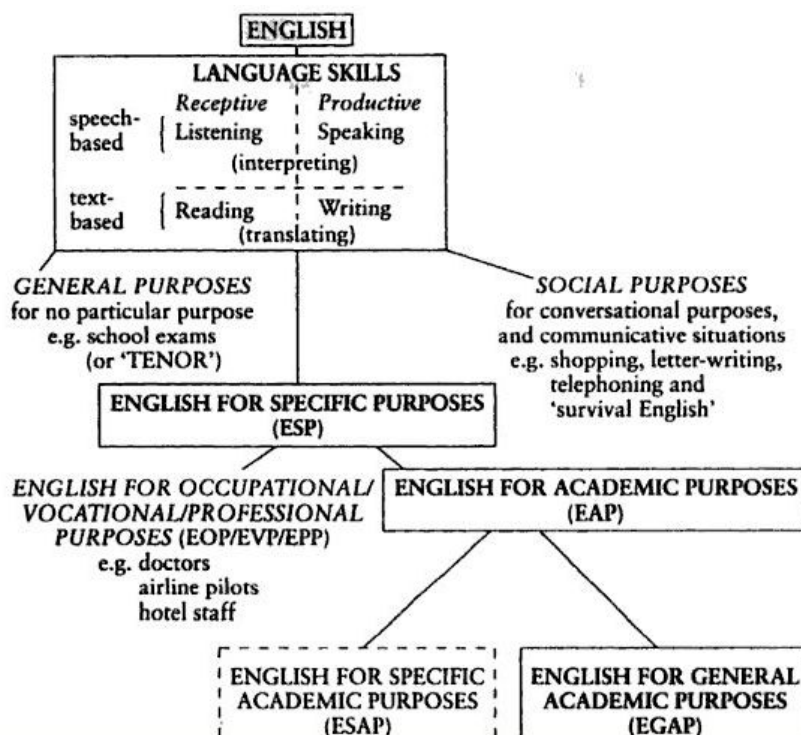 ENGLISH
LANGUAGE SKILLS
Receptive Productive
speech-based
Listening Speaking
(interpreting)
text-based
Reading Writing
(translating)
GENERAL PURPOSES
for no particular purpose
e.g. school exams
(or ‘TENOR’)
SOCIAL PURPOSES
for conversational purposes,
and communicative situations
e.g. shopping, letter-writing,
telephoning and
‘survival English’
ENGLISH FOR SPECIFIC PURPOSES
(ESP)
ENGLISH FOR OCCUPATIONAL/
VOCATIONAL/PROFESSIONAL
PURPOSES (EOP/EVP/EPP)
e.g. doctors
airline pilots
hotel staff
ENGLISH FOR ACADEMIC PURPOSES
(EAP)
ENGLISH FOR SPECIFIC
ACADEMIC PURPOSES
(ESAP)
ENGLISH FOR GENERAL
ACADEMIC PURPOSES
(EGAP)